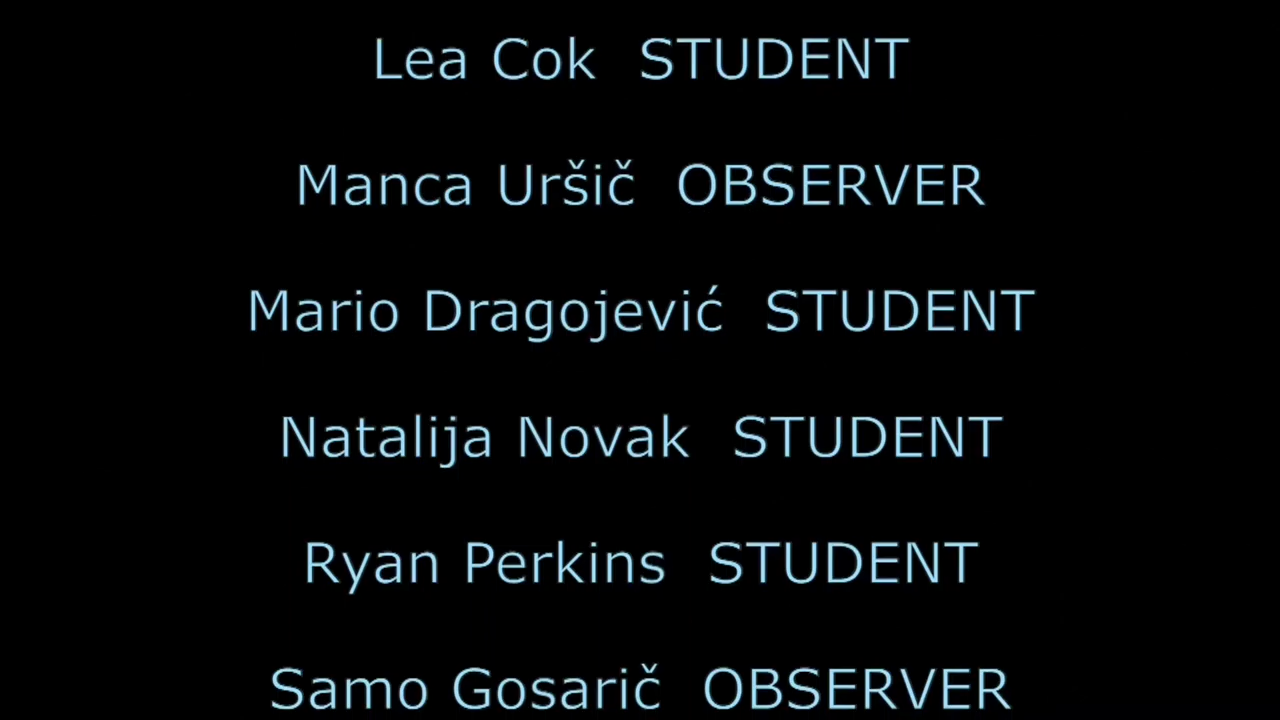 Lea Cok STUDENT
Manca Uršič OBSERVER
Mario Dragojević STUDENT
Natalija Novak STUDENT
Ryan Perkins STUDENT
Samo Gosarič OBSERVER